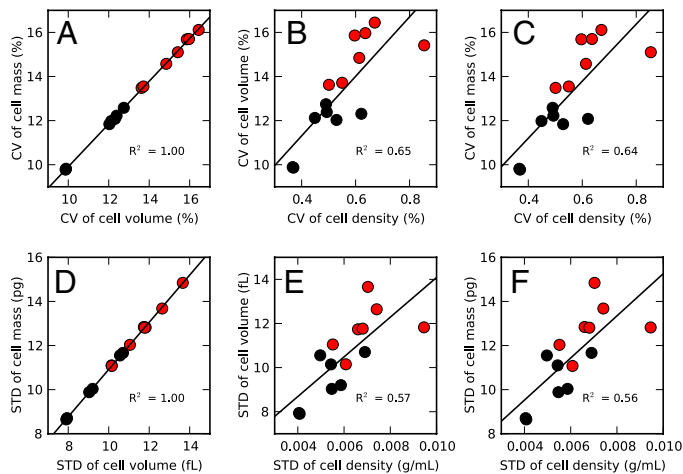 A
CV of cell mass (%)
16
14
12
10
R² = 1.00
10 12 14 16
CV of cell volume (%)
B
CV of cell volume (%)
16
14
12
10
R² = 0.65
0.4 0.6 0.8
CV of cell density (%)
C
CV of cell mass (%)
16
14
12
10
R² = 0.64
0.4 0.6 0.8
CV of cell density (%)
D
STD of cell mass (pg)
16
14
12
10
8
R² = 1.00
8 10 12 14
STD of cell volume (fL)
E
STD of cell volume (fL)
14
12
10
8
R² = 0.57
0.004 0.006 0.008 0.010
STD of cell density (g/mL)
F
STD of cell mass (pg)
16
14
12
10
8
R² = 0.56
0.004 0.006 0.008 0.010
STD of cell density (g/mL)